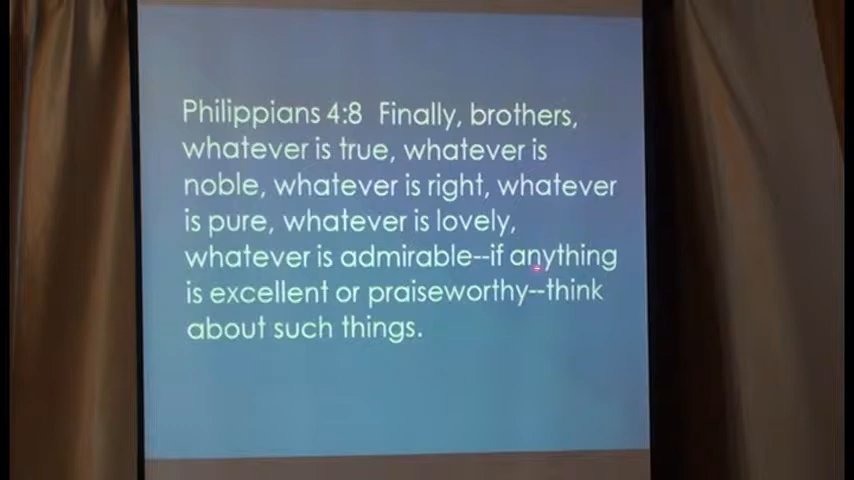 Philippians 4:8  Finally, brothers,
whatever is true, whatever is
noble, whatever is right, whatever
is pure, whatever is lovely,
whatever is admirable--if anything
is excellent or praiseworthy--think
about such things.